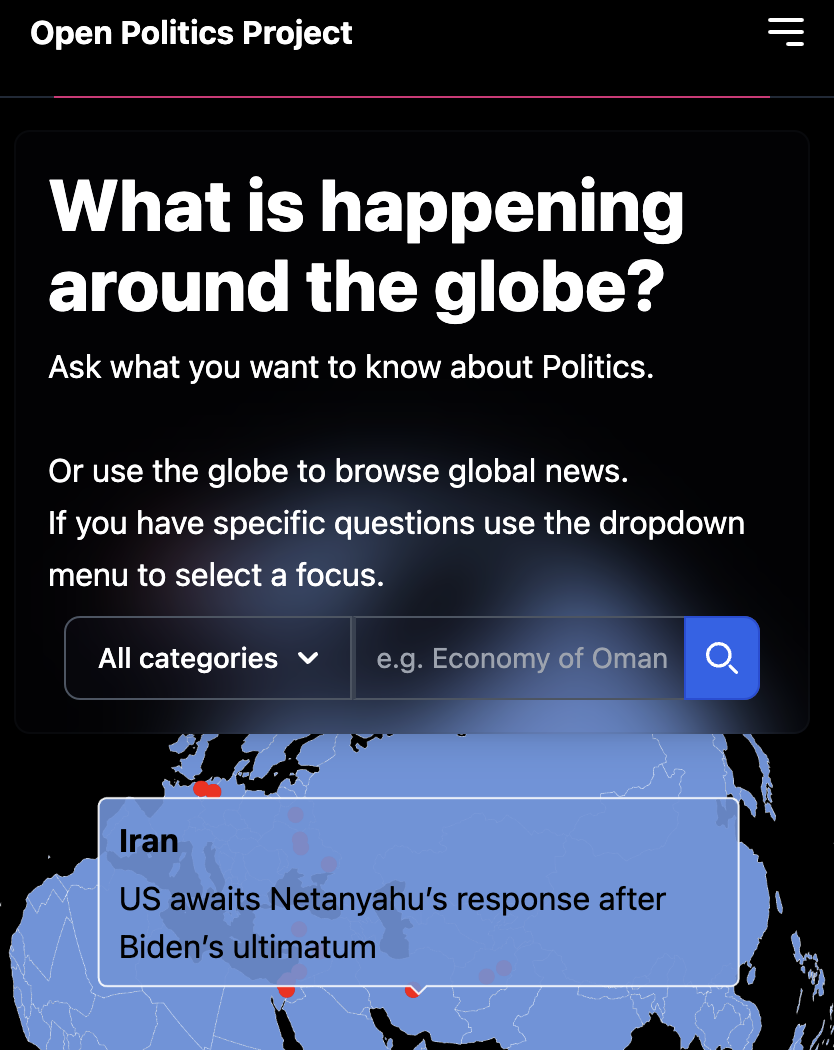 Open Politics Project
What is happening
around the globe?
Ask what you want to know about Politics.
Or use the globe to browse global news.
If you have specific questions use the dropdown
menu to select a focus.
All categories
e.g. Economy of Oman
Iran
US awaits Netanyahu’s response after
Biden’s ultimatum